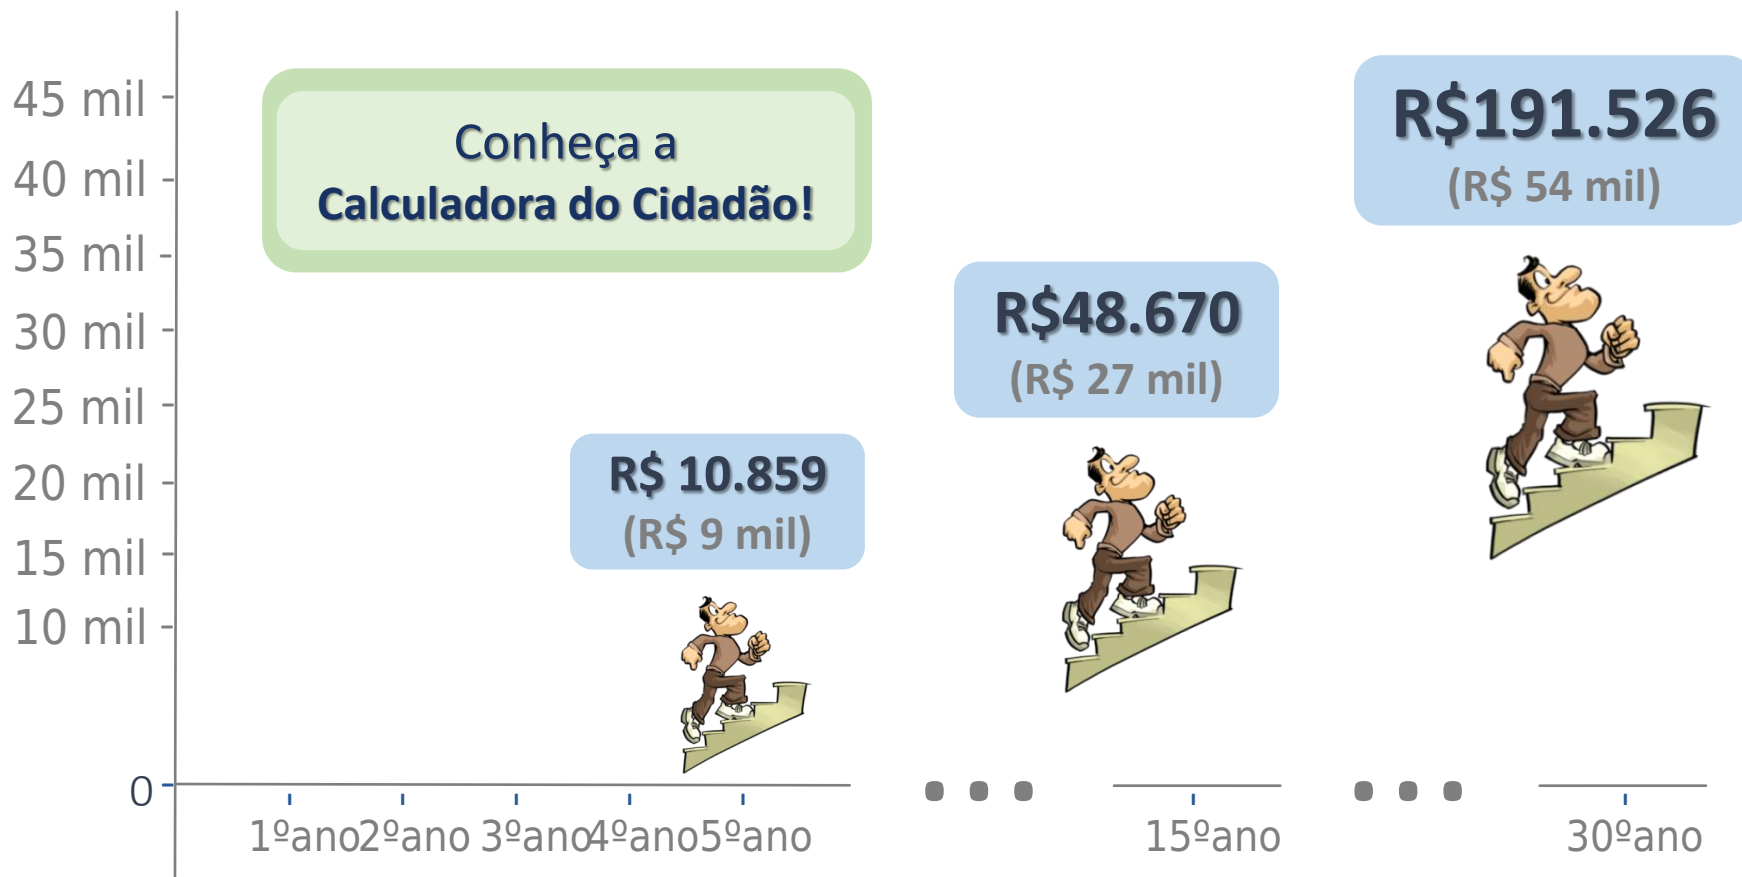 45 mil
40 mil
35 mil
30 mil
25 mil
20 mil
15 mil
10 mil
0
Conheça a
Calculadora do Cidadão!
R$ 10.859
(R$ 9 mil)
R$48.670
(R$ 27 mil)
R$191.526
(R$ 54 mil)
1ºano 2ºano 3ºano 4ºano 5ºano 15ºano 30ºano